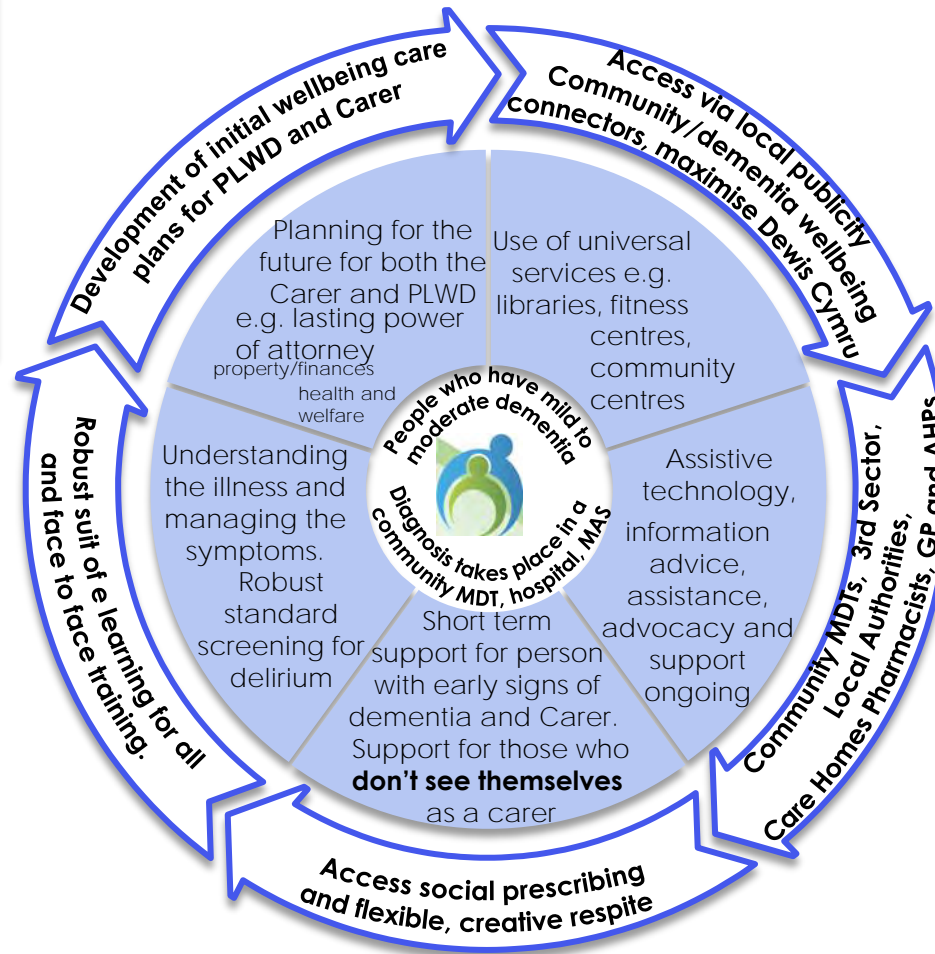 Development of initial wellbeing care
plans for PLWD and Carer
Access via local publicity
Community/dementia wellbeing
connectors, maximise Dewis Cymru
Community MDTs, 3rd Sector,
Local Authorities,
Care Homes Pharmacists, GP and AHPs
Access social prescribing
and flexible, creative respite
Robust suit of e learning for all
and face to face training.
Planning for the
future for both the
Carer and PLWD
e.g. lasting power
of attorney
property/finances
health and
welfare
Use of universal
services e.g.
libraries, fitness
centres,
community
centres
Assistive
technology,
information
advice,
assistance,
advocacy and
support
ongoing
Short term
support for person
with early signs of
dementia and Carer.
Support for those who
don't see themselves
as a carer
Understanding
the illness and
managing the
symptoms.
Robust
standard
screening for
delirium
People who have mild to
moderate dementia
Diagnosis takes place in a
community MDT, hospital, MAS